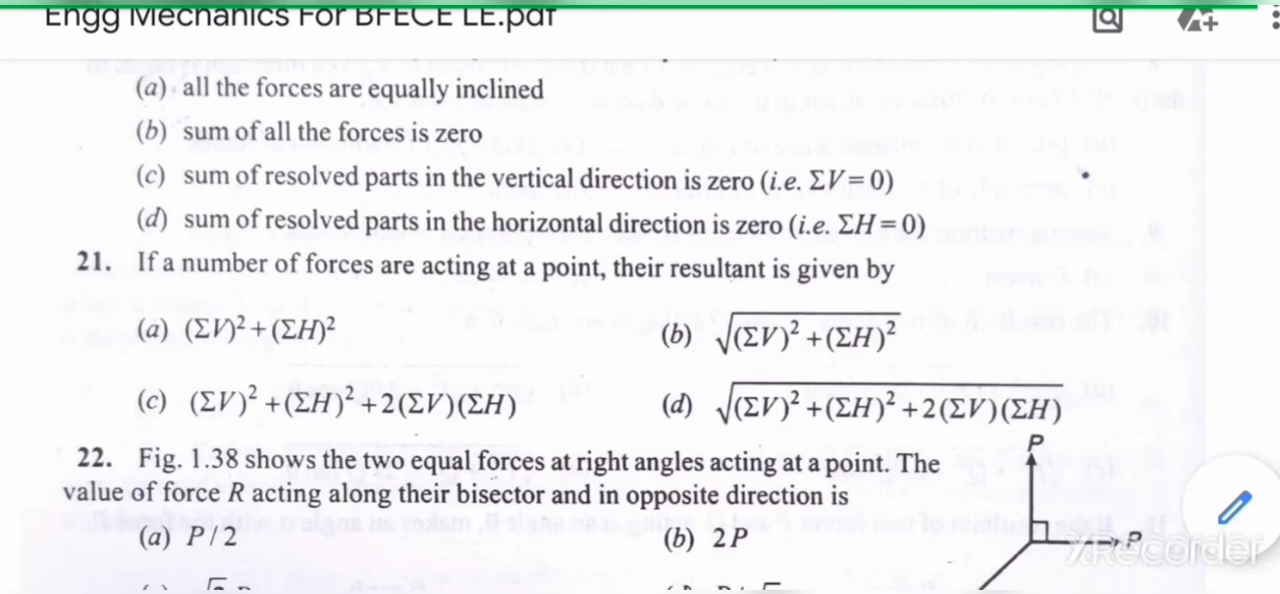 Engg Mechanics For BFECE LE.pdf
(a) all the forces are equally inclined
(b) sum of all the forces is zero
(c) sum of resolved parts in the vertical direction is zero (i.e. ΣV=0)
(d) sum of resolved parts in the horizontal direction is zero (i.e. ΣH=0)
21. If a number of forces are acting at a point, their resultant is given by
(a) (ΣV)² + (ΣH)²
(b) √(ΣV)² + (ΣH)²
(c) (ΣV)² + (ΣH)² + 2(ΣV)(ΣH)
(d) √(ΣV)² + (ΣH)² + 2(ΣV)(ΣH)
22. Fig. 1.38 shows the two equal forces at right angles acting at a point. The
value of force R acting along their bisector and in opposite direction is
P
P
(a) P/2
(b) 2P
XRecorder